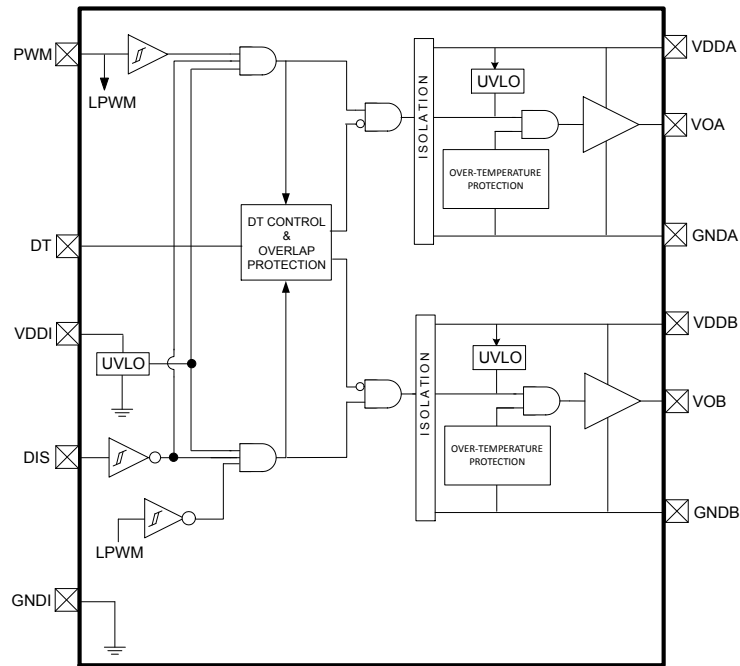 PWM
LPWM
DT
VDDI
UVLO
DIS
LPWM
GNDI
DT CONTROL
&
OVERLAP
PROTECTION
ISOLATION
UVLO
OVER-TEMPERATURE
PROTECTION
VDDA
VOA
GNDA
ISOLATION
UVLO
OVER-TEMPERATURE
PROTECTION
VDDB
VOB
GNDB